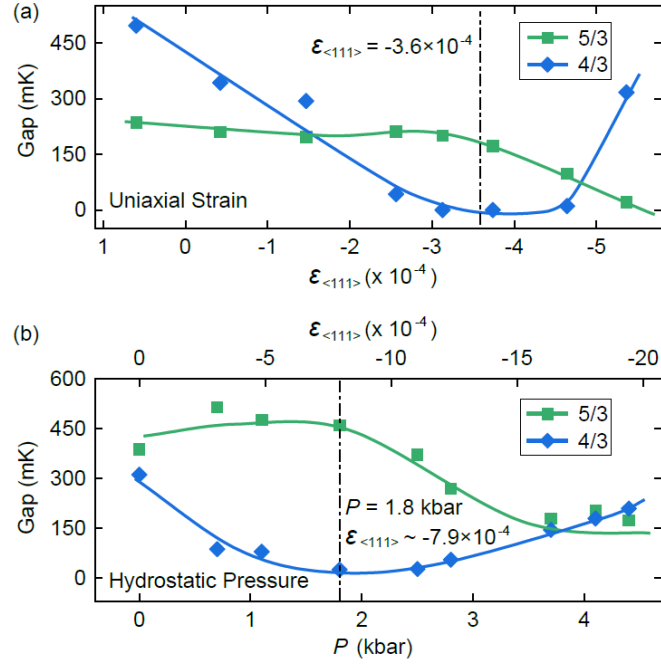 (a)
450
300
150
0
Gap (mK)
ε<111> = -3.6×10-4
5/3
4/3
Uniaxial Strain
1 0 -1 -2 -3 -4 -5
ε<111> (x 10-4)
(b)
ε<111> (x 10-4)
0 -5 -10 -15 -20
600
450
300
150
0
Gap (mK)
5/3
4/3
P = 1.8 kbar
ε<111> ~ -7.9×10-4
Hydrostatic Pressure
0 1 2 3 4
P (kbar)